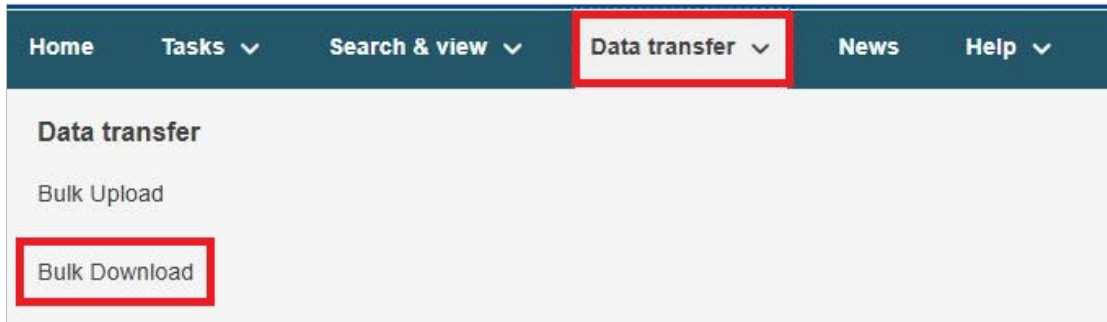 Home Tasks Search & view Data transfer News Help
Data transfer
Bulk Upload
Bulk Download